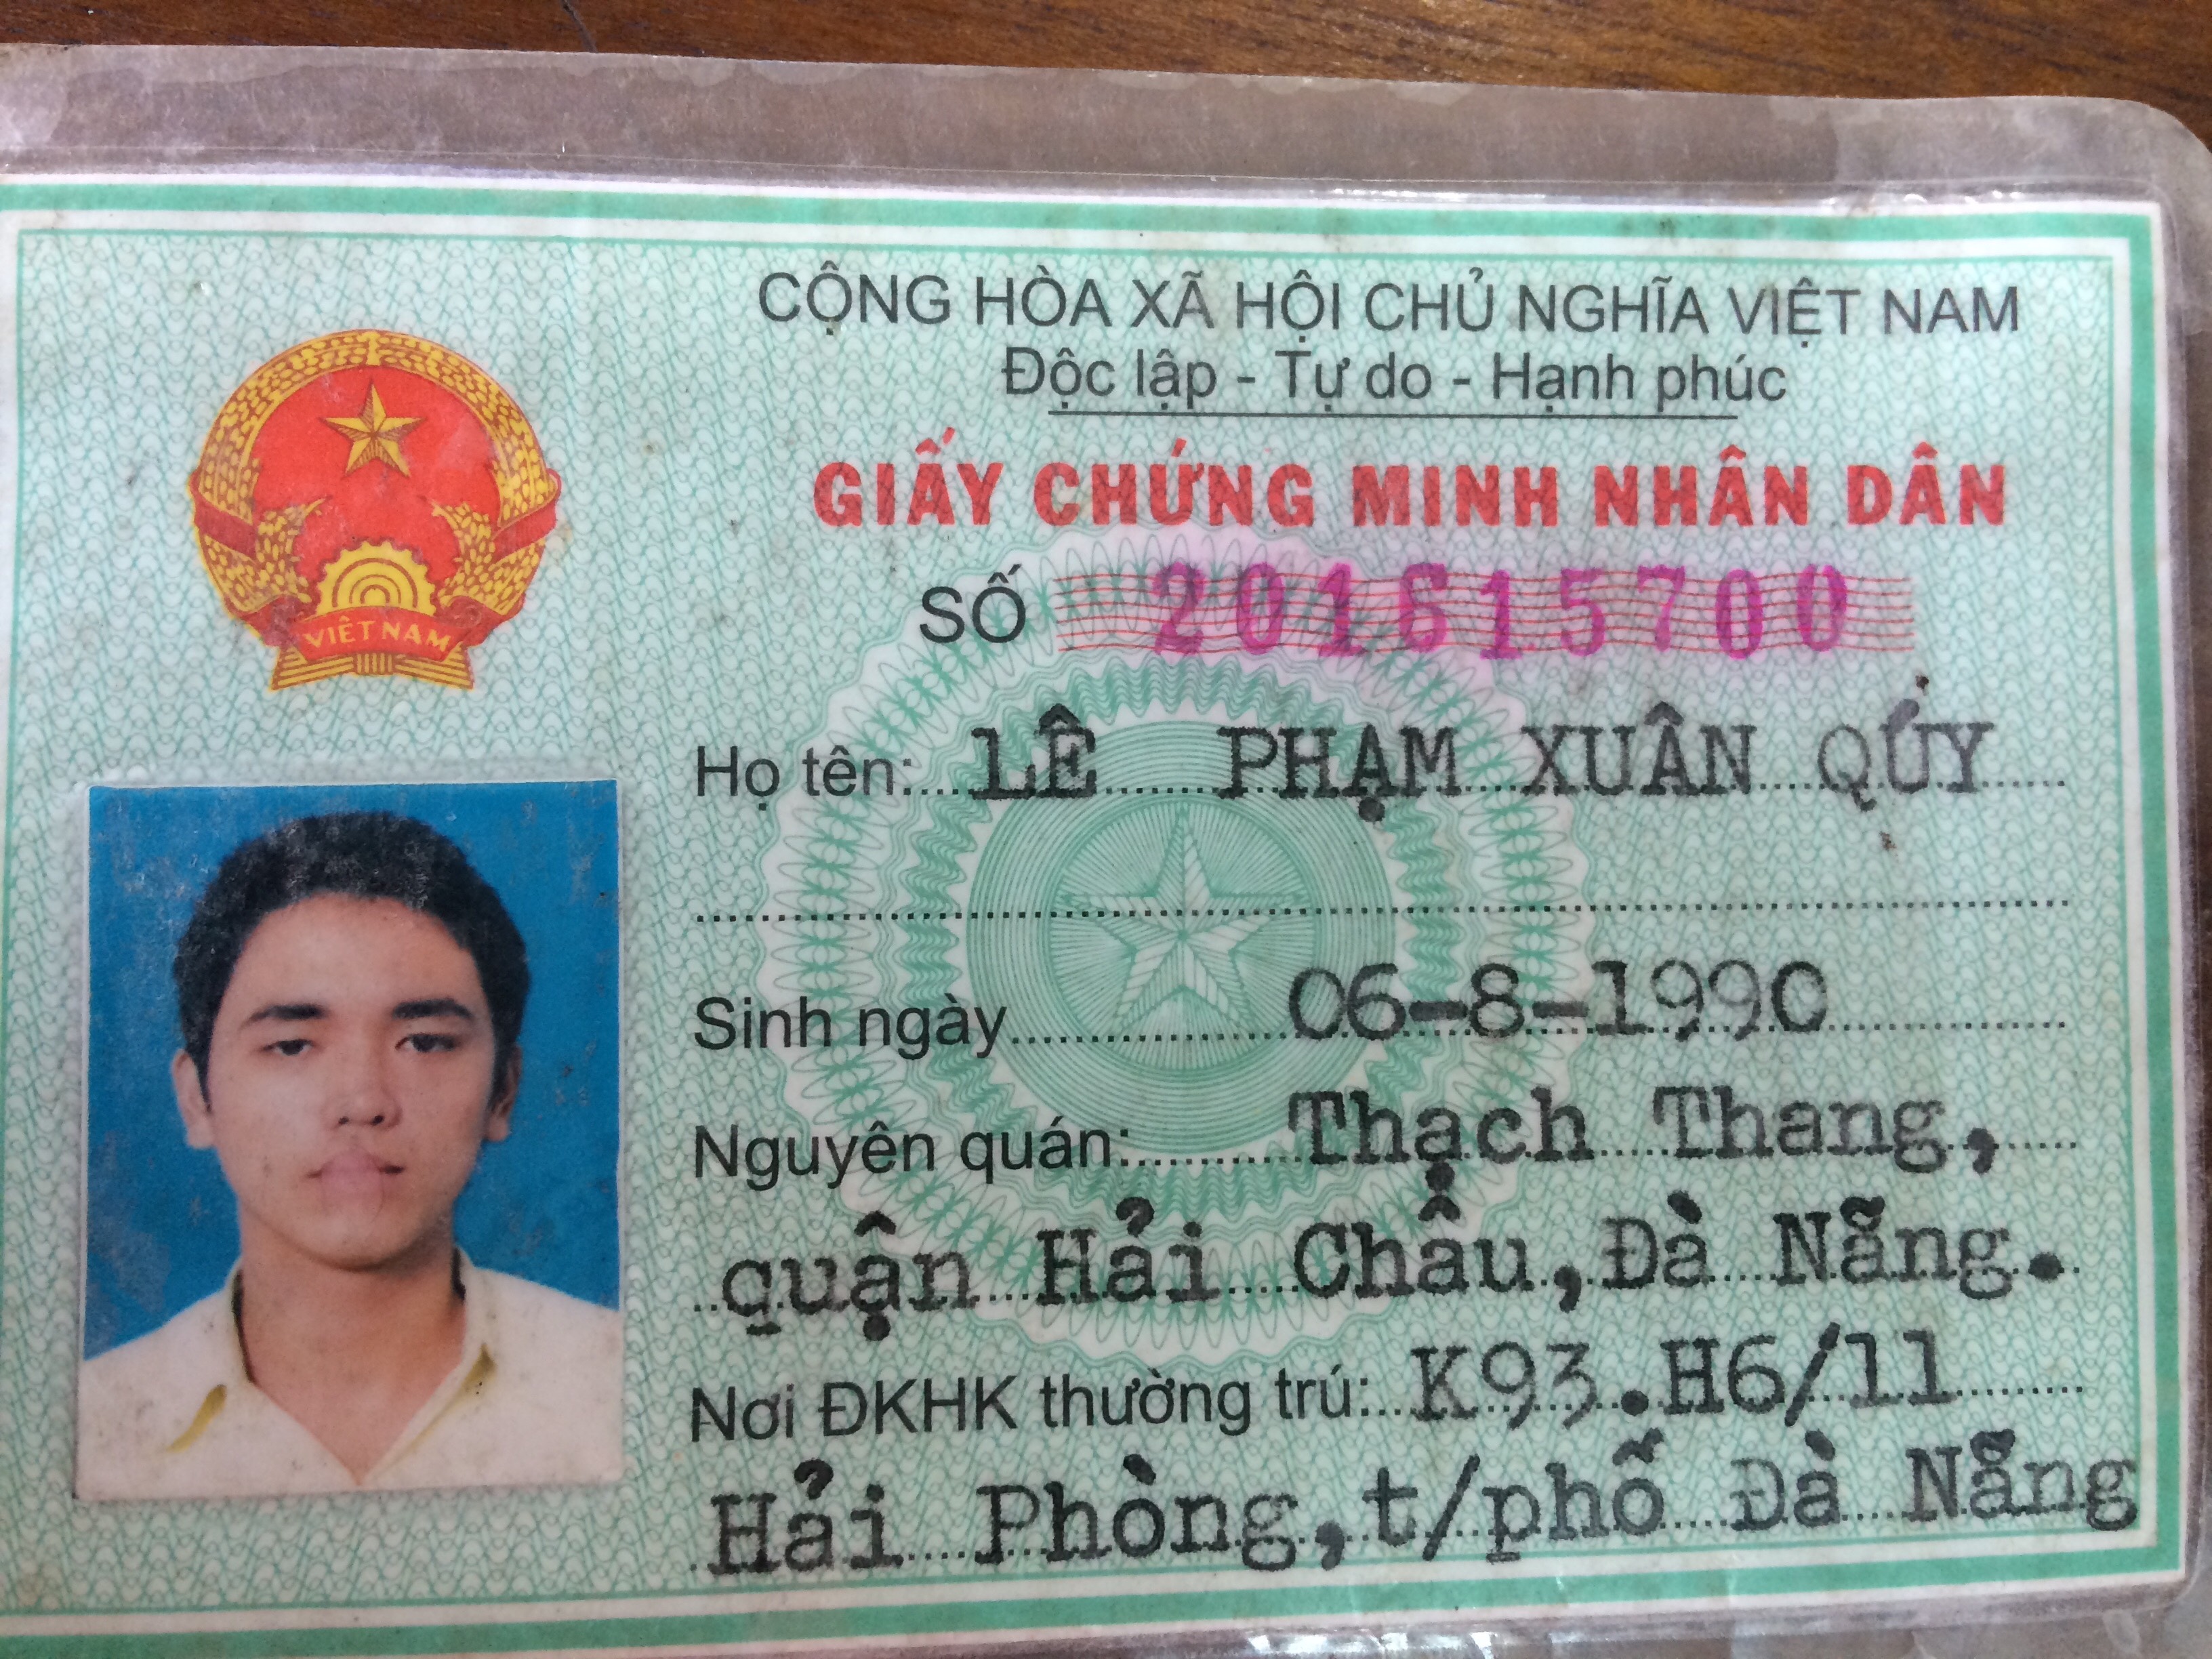 CỘNG HÒA XÃ HỘI CHỦ NGHĨA VIỆT NAM
Độc lập - Tự do - Hạnh phúc
GIẤY CHỨNG MINH NHÂN DÂN
SỐ 201615700
VIỆT NAM
Họ tên: LÊ PHẠM XUÂN QÚY
Sinh ngày 06-8-1990
Nguyên quán: Thạch Thang,
quận Hải Châu, Đà Nẵng.
Nơi ĐKHK thường trú: K93.H6/11
Hải Phòng, t/phố Đà Nẵng